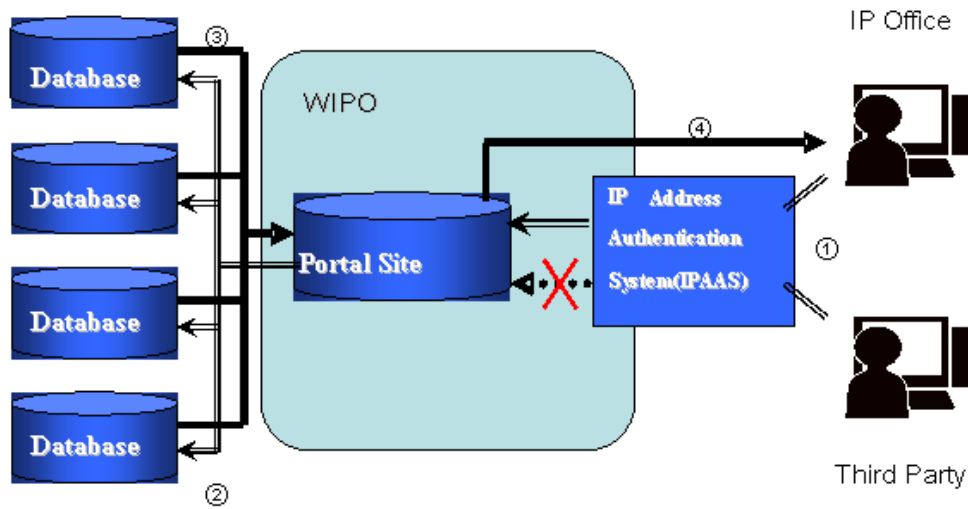 IP Office
③
Database
WIPO
④
Database
IP Address
Authentication
System(IPAAS)
①
Portal Site
Database
Database
Third Party
②